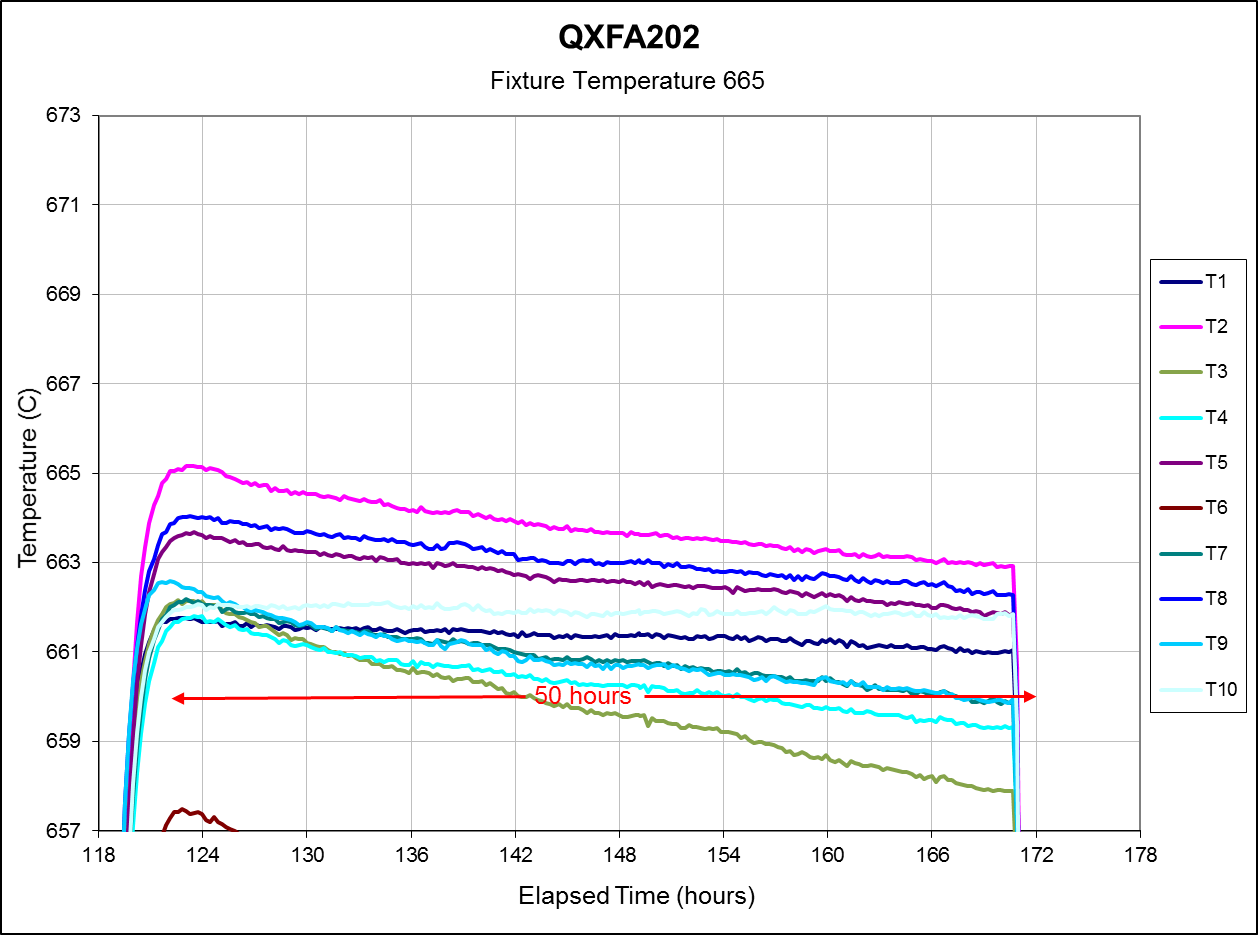 QXFA202
Fixture Temperature 665
673
671
669
667
665
663
661
659
657
Temperature (C)
50 hours
118 124 130 136 142 148 154 160 166 172 178
Elapsed Time (hours)
T1
T2
T3
T4
T5
T6
T7
T8
T9
T10